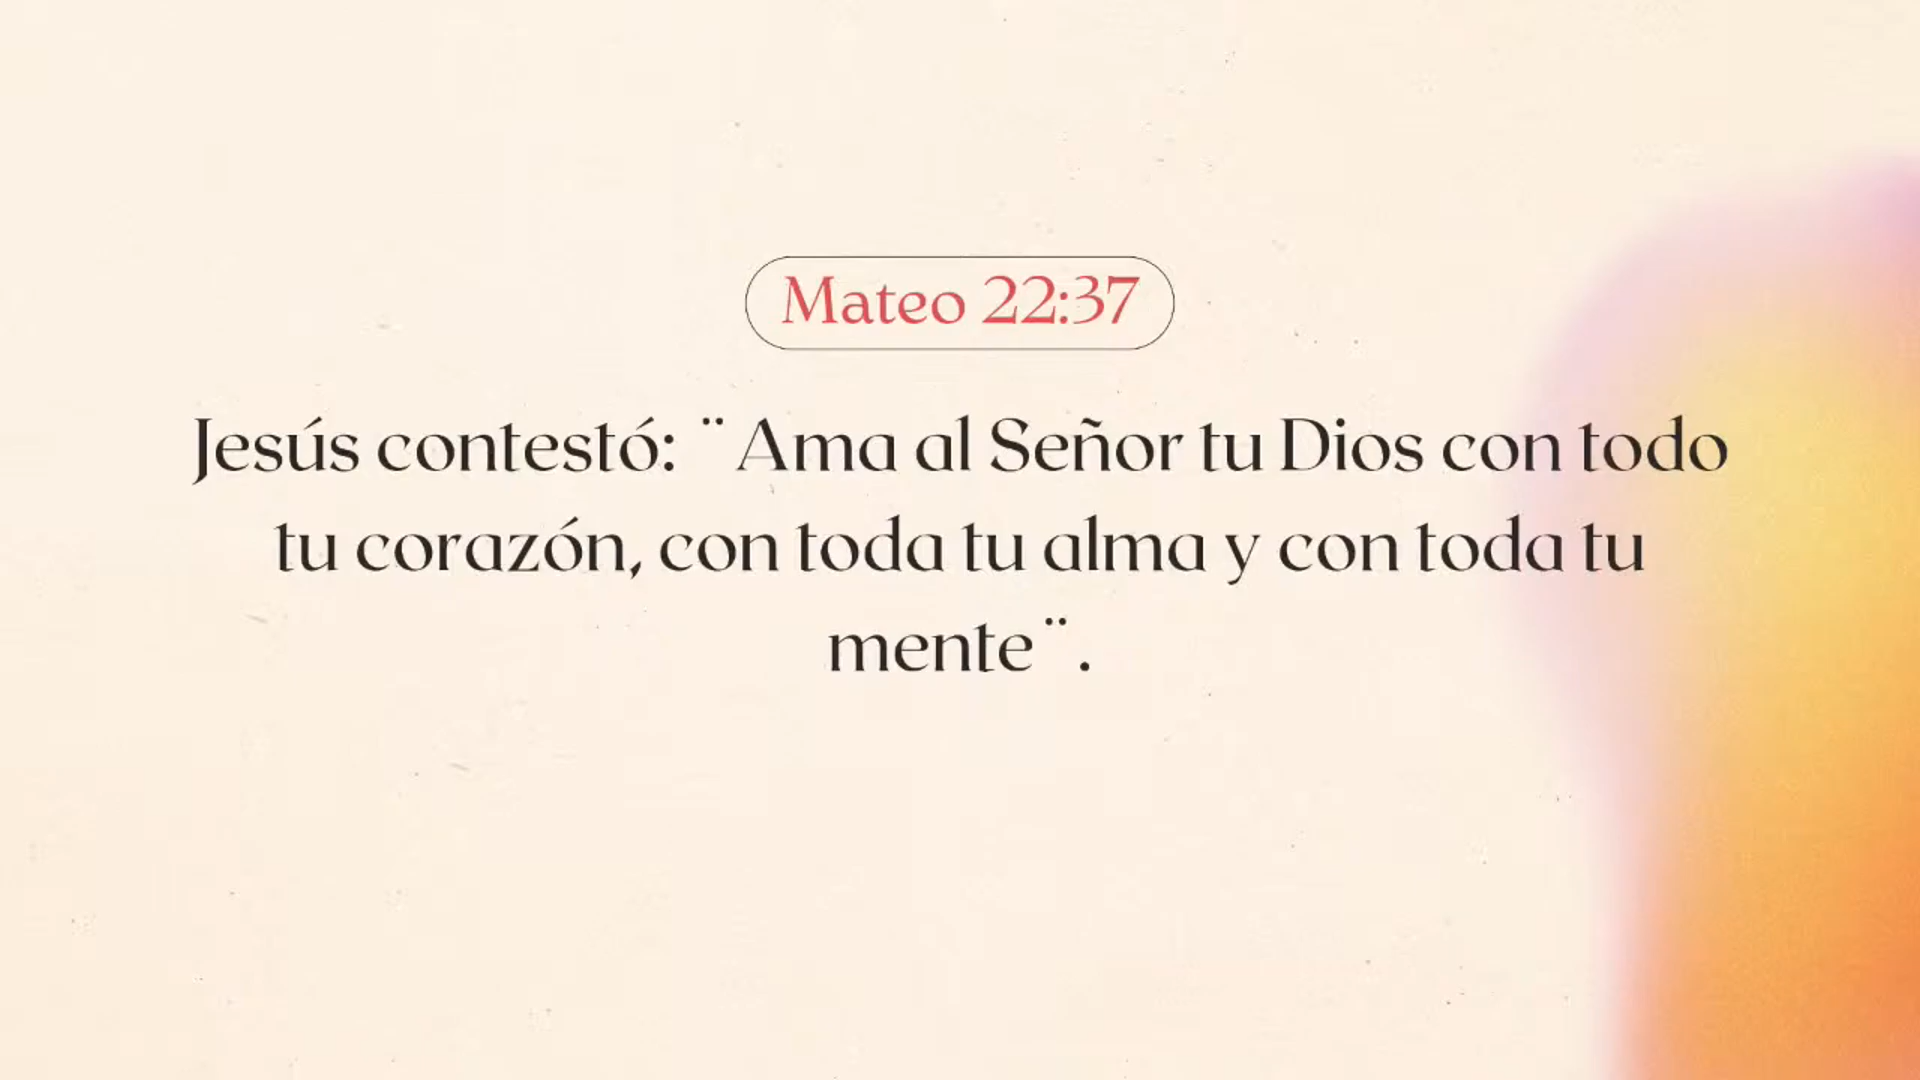 Mateo 22:37
Jesús contestó: ¨Ama al Señor tu Dios con todo
tu corazón, con toda tu alma y con toda tu
mente¨.